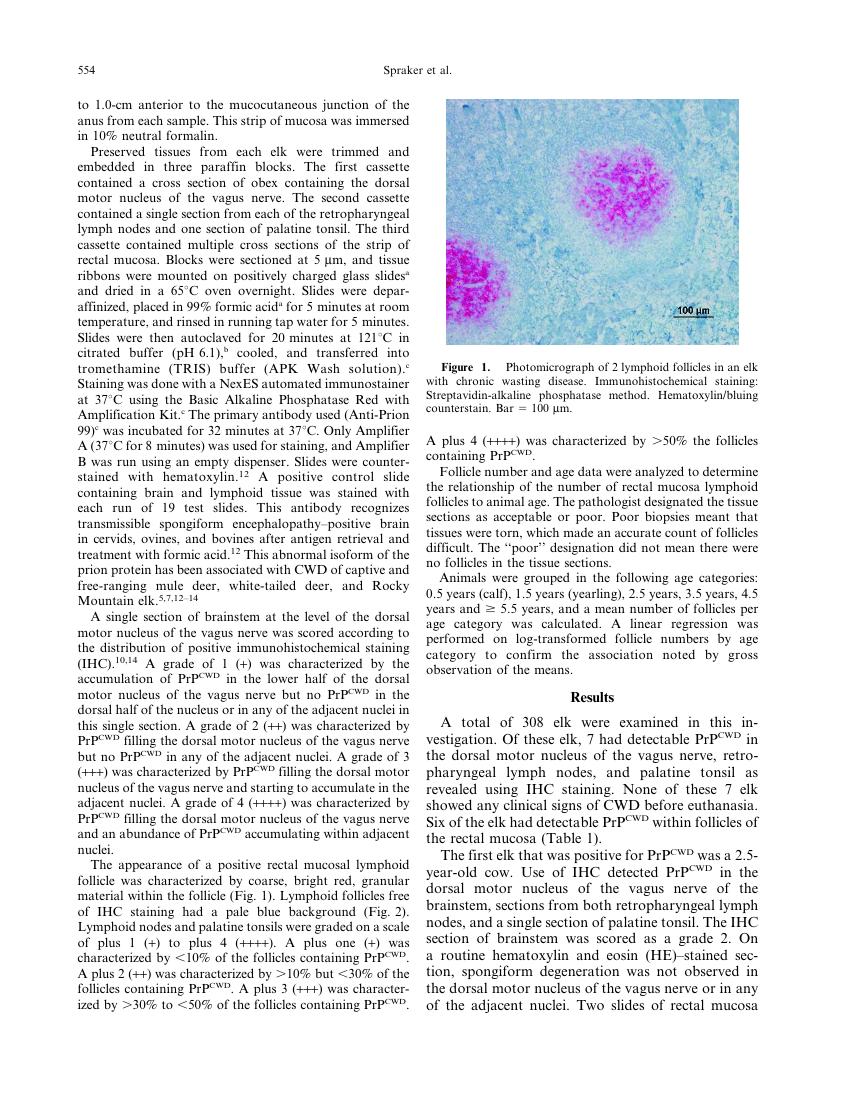 554
Spraker et al.
to 1.0-cm anterior to the mucocutaneous junction of the
anus from each sample. This strip of mucosa was immersed
in 10% neutral formalin.
Preserved tissues from each elk were trimmed and
embedded in three paraffin blocks. The first cassette
contained a cross section of obex containing the dorsal
motor nucleus of the vagus nerve. The second cassette
contained a single section from each of the retropharyngeal
lymph nodes and one section of palatine tonsil. The third
cassette contained multiple cross sections of the strip of
rectal mucosa. Blocks were sectioned at 5 μm, and tissue
ribbons were mounted on positively charged glass slidesᵃ
and dried in a 65°C oven overnight. Slides were depar-
affinized, placed in 99% formic acidᵃ for 5 minutes at room
temperature, and rinsed in running tap water for 5 minutes.
Slides were then autoclaved for 20 minutes at 121°C in
citrated buffer (pH 6.1),ᵇ cooled, and transferred into
tromethamine (TRIS) buffer (APK Wash solution).ᶜ
Staining was done with a NexES automated immunostainer
at 37°C using the Basic Alkaline Phosphatase Red with
Amplification Kit.ᶜ The primary antibody used (Anti-Prion
99)ᶜ was incubated for 32 minutes at 37°C. Only Amplifier
A (37°C for 8 minutes) was used for staining, and Amplifier
B was run using an empty dispenser. Slides were counter-
stained with hematoxylin.¹² A positive control slide
containing brain and lymphoid tissue was stained with
each run of 19 test slides. This antibody recognizes
transmissible spongiform encephalopathy–positive brain
in cervids, ovines, and bovines after antigen retrieval and
treatment with formic acid.¹² This abnormal isoform of the
prion protein has been associated with CWD of captive and
free-ranging mule deer, white-tailed deer, and Rocky
Mountain elk.⁵,⁷,¹²⁻¹⁴
A single section of brainstem at the level of the dorsal
motor nucleus of the vagus nerve was scored according to
the distribution of positive immunohistochemical staining
(IHC).¹⁰,¹⁴ A grade of 1 (+) was characterized by the
accumulation of PrPCWD in the lower half of the dorsal
motor nucleus of the vagus nerve but no PrPCWD in the
dorsal half of the nucleus or in any of the adjacent nuclei in
this single section. A grade of 2 (++) was characterized by
PrPCWD filling the dorsal motor nucleus of the vagus nerve
but no PrPCWD in any of the adjacent nuclei. A grade of 3
(+++) was characterized by PrPCWD filling the dorsal motor
nucleus of the vagus nerve and starting to accumulate in the
adjacent nuclei. A grade of 4 (++++) was characterized by
PrPCWD filling the dorsal motor nucleus of the vagus nerve
and an abundance of PrPCWD accumulating within adjacent
nuclei.
The appearance of a positive rectal mucosal lymphoid
follicle was characterized by coarse, bright red, granular
material within the follicle (Fig. 1). Lymphoid follicles free
of IHC staining had a pale blue background (Fig. 2).
Lymphoid nodes and palatine tonsils were graded on a scale
of plus 1 (+) to plus 4 (++++). A plus one (+) was
characterized by <10% of the follicles containing PrPCWD.
A plus 2 (++) was characterized by >10% but <30% of the
follicles containing PrPCWD. A plus 3 (+++) was character-
ized by >30% to <50% of the follicles containing PrPCWD.
100 μm
Figure 1. Photomicrograph of 2 lymphoid follicles in an elk
with chronic wasting disease. Immunohistochemical staining:
Streptavidin-alkaline phosphatase method. Hematoxylin/bluing
counterstain. Bar = 100 μm.
A plus 4 (++++) was characterized by >50% the follicles
containing PrPCWD.
Follicle number and age data were analyzed to determine
the relationship of the number of rectal mucosa lymphoid
follicles to animal age. The pathologist designated the tissue
sections as acceptable or poor. Poor biopsies meant that
tissues were torn, which made an accurate count of follicles
difficult. The “poor” designation did not mean there were
no follicles in the tissue sections.
Animals were grouped in the following age categories:
0.5 years (calf), 1.5 years (yearling), 2.5 years, 3.5 years, 4.5
years and ≥ 5.5 years, and a mean number of follicles per
age category was calculated. A linear regression was
performed on log-transformed follicle numbers by age
category to confirm the association noted by gross
observation of the means.
Results
A total of 308 elk were examined in this in-
vestigation. Of these elk, 7 had detectable PrPCWD in
the dorsal motor nucleus of the vagus nerve, retro-
pharyngeal lymph nodes, and palatine tonsil as
revealed using IHC staining. None of these 7 elk
showed any clinical signs of CWD before euthanasia.
Six of the elk had detectable PrPCWD within follicles of
the rectal mucosa (Table 1).
The first elk that was positive for PrPCWD was a 2.5-
year-old cow. Use of IHC detected PrPCWD in the
dorsal motor nucleus of the vagus nerve of the
brainstem, sections from both retropharyngeal lymph
nodes, and a single section of palatine tonsil. The IHC
section of brainstem was scored as a grade 2. On
a routine hematoxylin and eosin (HE)–stained sec-
tion, spongiform degeneration was not observed in
the dorsal motor nucleus of the vagus nerve or in any
of the adjacent nuclei. Two slides of rectal mucosa